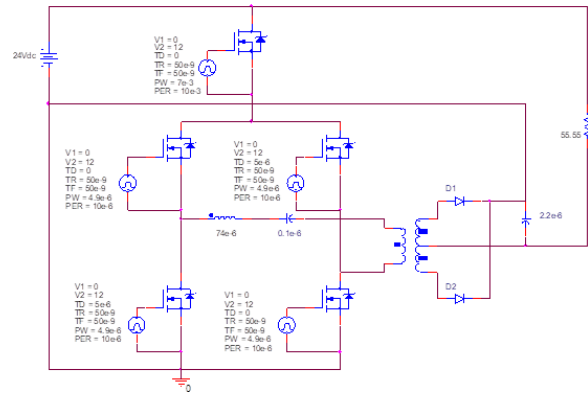 V1 = 0
V2 = 12
TD = 0
TR = 50e-9
TF = 50e-9
PW = 7e-3
PER = 10e-3
24Vdc
V1 = 0
V2 = 12
TD = 0
TR = 50e-9
TF = 50e-9
PW = 4.9e-6
PER = 10e-6
V1 = 0
V2 = 12
TD = 5e-6
TR = 50e-9
TF = 50e-9
PW = 4.9e-6
PER = 10e-6
55.55
D1
74e-6
0.1e-6
2.2e-6
D2
V1 = 0
V2 = 12
TD = 5e-6
TR = 50e-9
TF = 50e-9
PW = 4.9e-6
PER = 10e-6
V1 = 0
V2 = 12
TD = 0
TR = 50e-9
TF = 50e-9
PW = 4.9e-6
PER = 10e-6
0